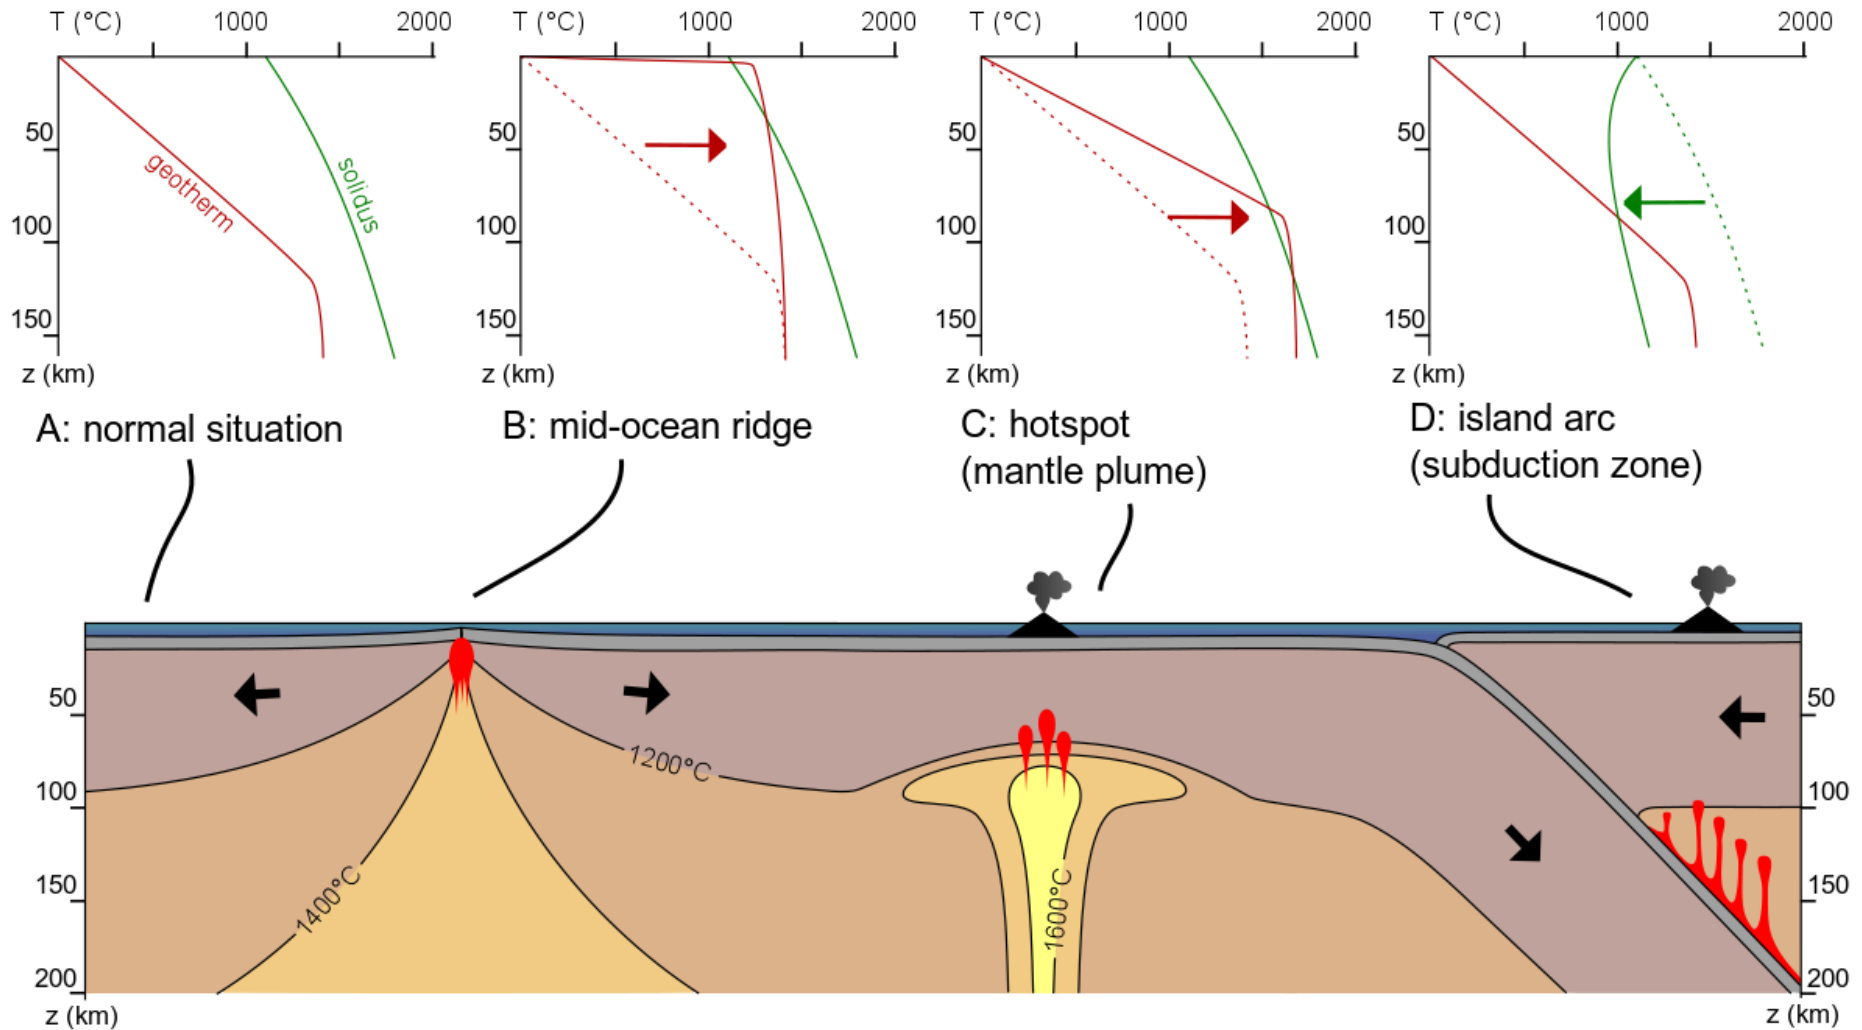 T (°C) 1000 2000
50
100
150
z (km)
geotherm
solidus
T (°C) 1000 2000
50
100
150
z (km)
T (°C) 1000 2000
50
100
150
z (km)
T (°C) 1000 2000
50
100
150
z (km)
A: normal situation
B: mid-ocean ridge
C: hotspot
(mantle plume)
D: island arc
(subduction zone)
50
100
150
200
z (km)
1200°C
1400°C
1600°C
50
100
150
200
z (km)